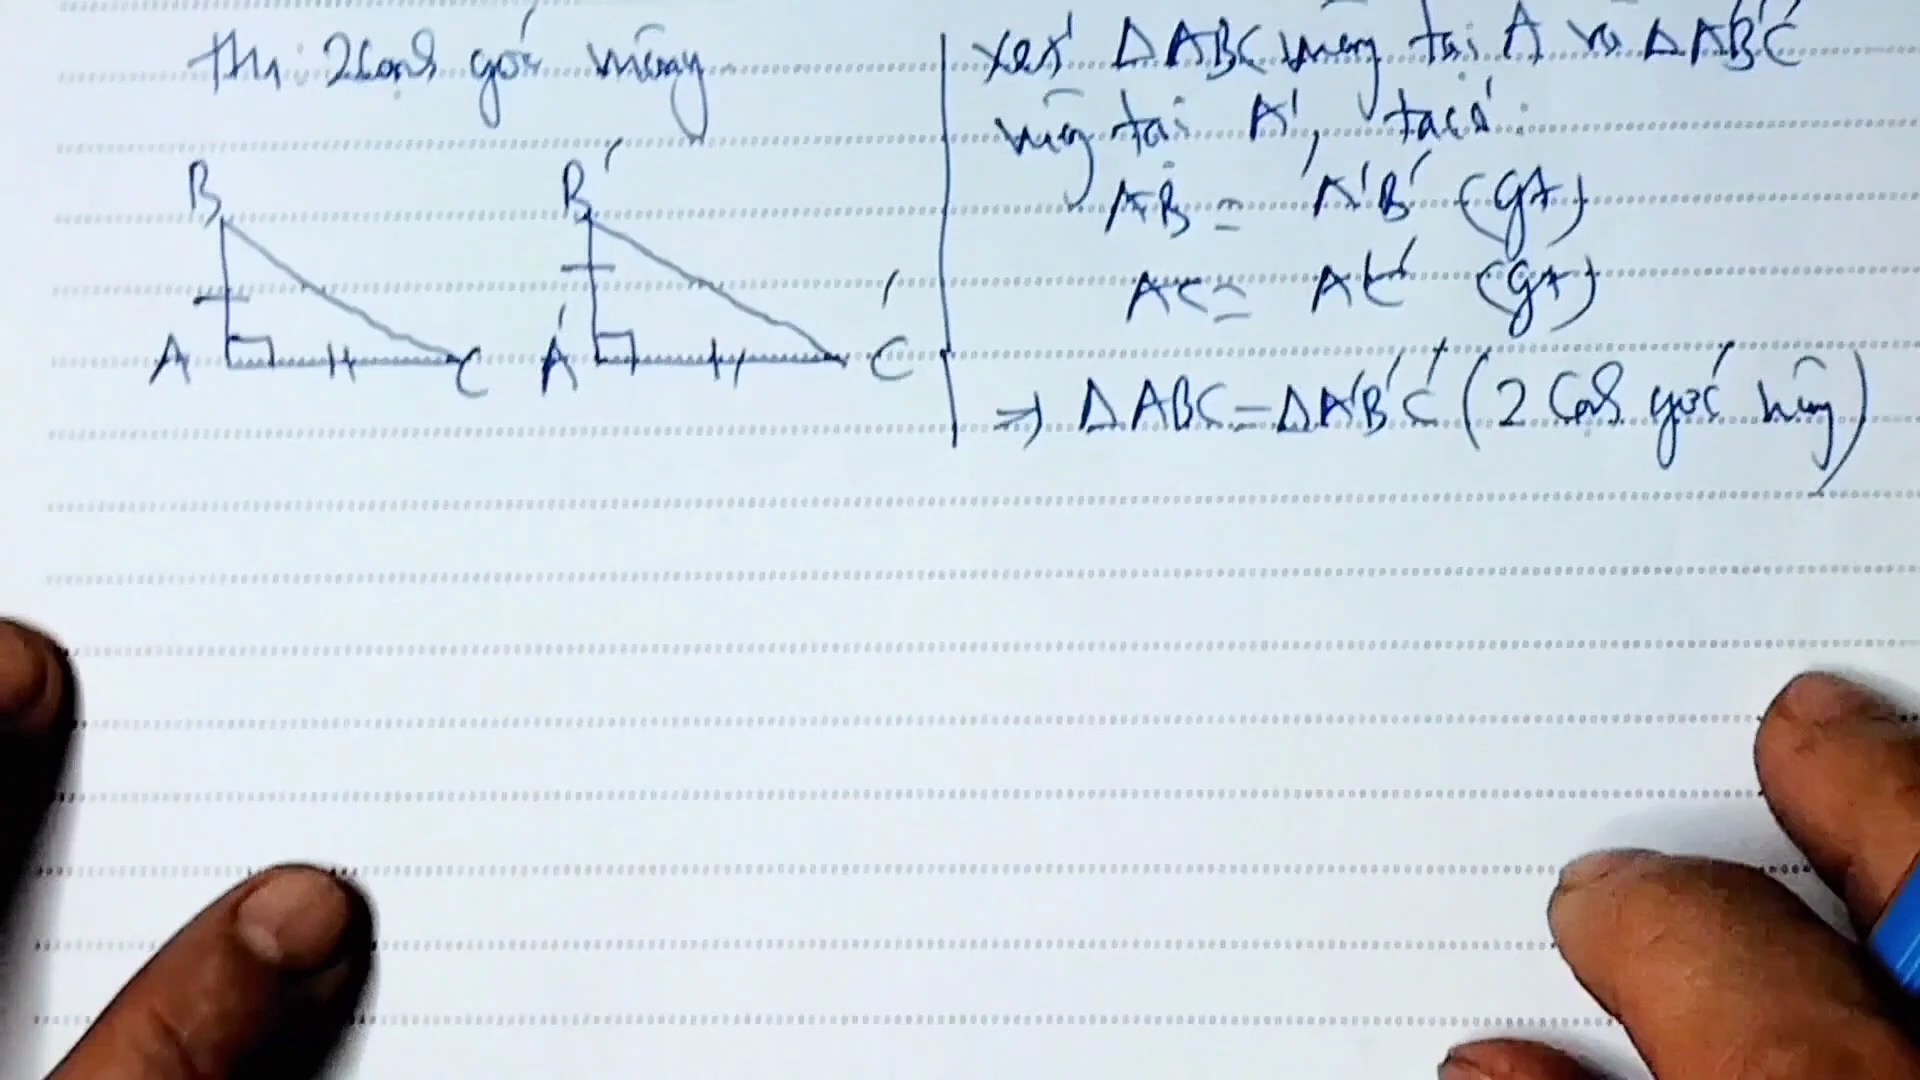 TH1: 2 cạnh góc vuông
B
A
C
B'
A'
C'
Xét ΔABC vuông tại A và ΔA'B'C'
vuông tại A', ta có:
AB = A'B' (gt)
AC = A'C' (gt)
=> ΔABC = ΔA'B'C' (2 cạnh góc vuông)